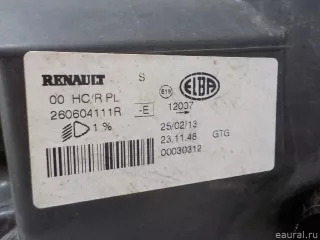 RENAULT S ELBA
00 HC/R PL E19 12037
260604111R -E
1% 25/02/13
23.11.48 GTG
00030312
© eaural.ru